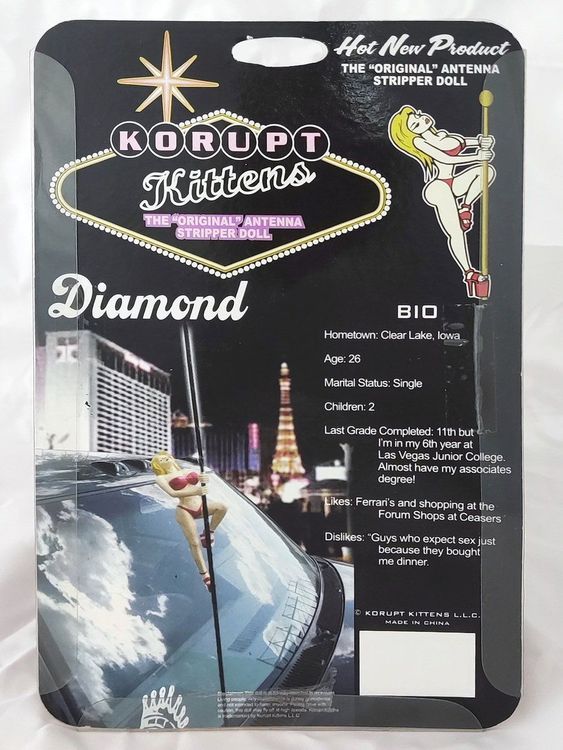 Hot New Product
THE "ORIGINAL" ANTENNA
STRIPPER DOLL
KORUPT
Kittens
THE "ORIGINAL" ANTENNA
STRIPPER DOLL
Diamond
BIO
Hometown: Clear Lake, Iowa
Age: 26
Marital Status: Single
Children: 2
Last Grade Completed: 11th but
I'm in my 6th year at
Las Vegas Junior College.
Almost have my associates
degree!
Likes: Ferrari's and shopping at the
Forum Shops at Ceasers
Dislikes: "Guys who expect sex just
because they bought
me dinner.
© KORUPT KITTENS L.L.C.
MADE IN CHINA